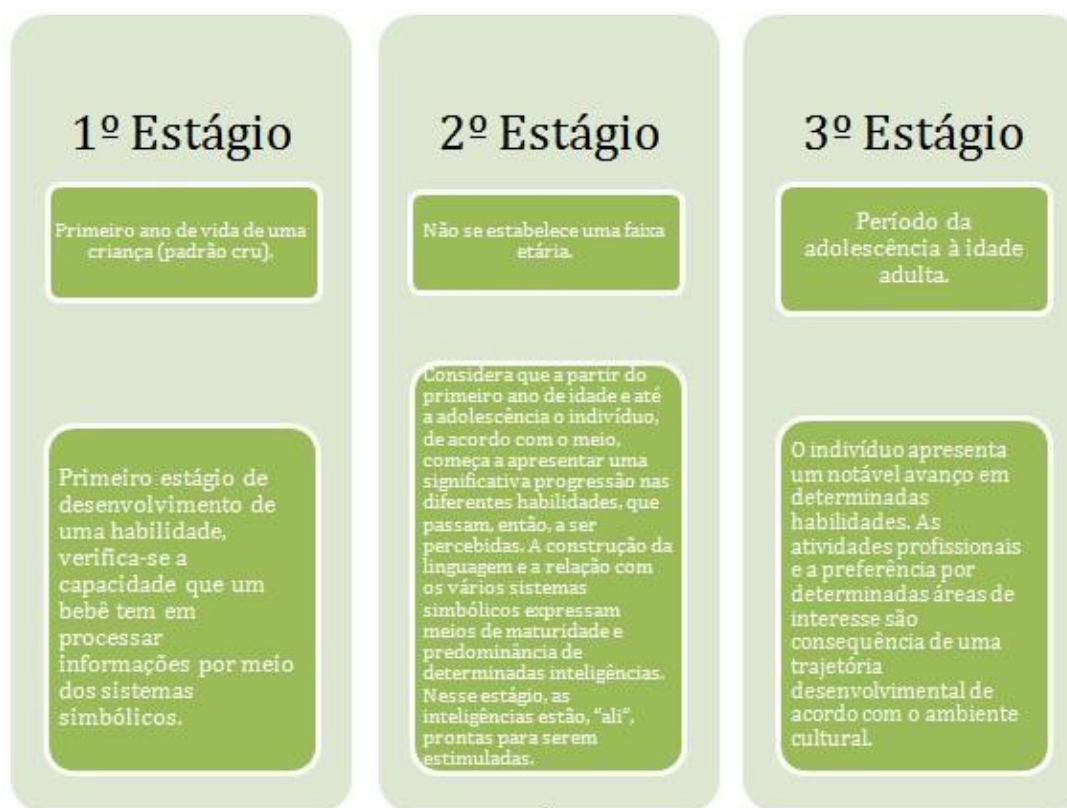 1º Estágio
Primeiro ano de vida de uma
criança (padrão cru).
Primeiro estágio de
desenvolvimento de
uma habilidade,
verifica-se a
capacidade que um
bebê tem em
processar
informações por meio
dos sistemas
simbólicos.
2º Estágio
Não se estabelece uma faixa
etária.
Considera que a partir do
primeiro ano de idade e até
a adolescência o indivíduo,
de acordo com o meio,
começa a apresentar uma
significativa progressão nas
diferentes habilidades, que
passam, então, a ser
percebidas. A construção da
linguagem e a relação com
os vários sistemas
simbólicos expressam
meios de maturidade e
predominância de
determinadas inteligências.
Nesse estágio, as
inteligências estão, “ali”,
prontas para serem
estimuladas.
3º Estágio
Período da
adolescência à idade
adulta.
O indivíduo apresenta
um notável avanço em
determinadas
habilidades. As
atividades profissionais
e a preferência por
determinadas áreas de
interesse são
consequência de uma
trajetória
desenvolvimental de
acordo com o ambiente
cultural.